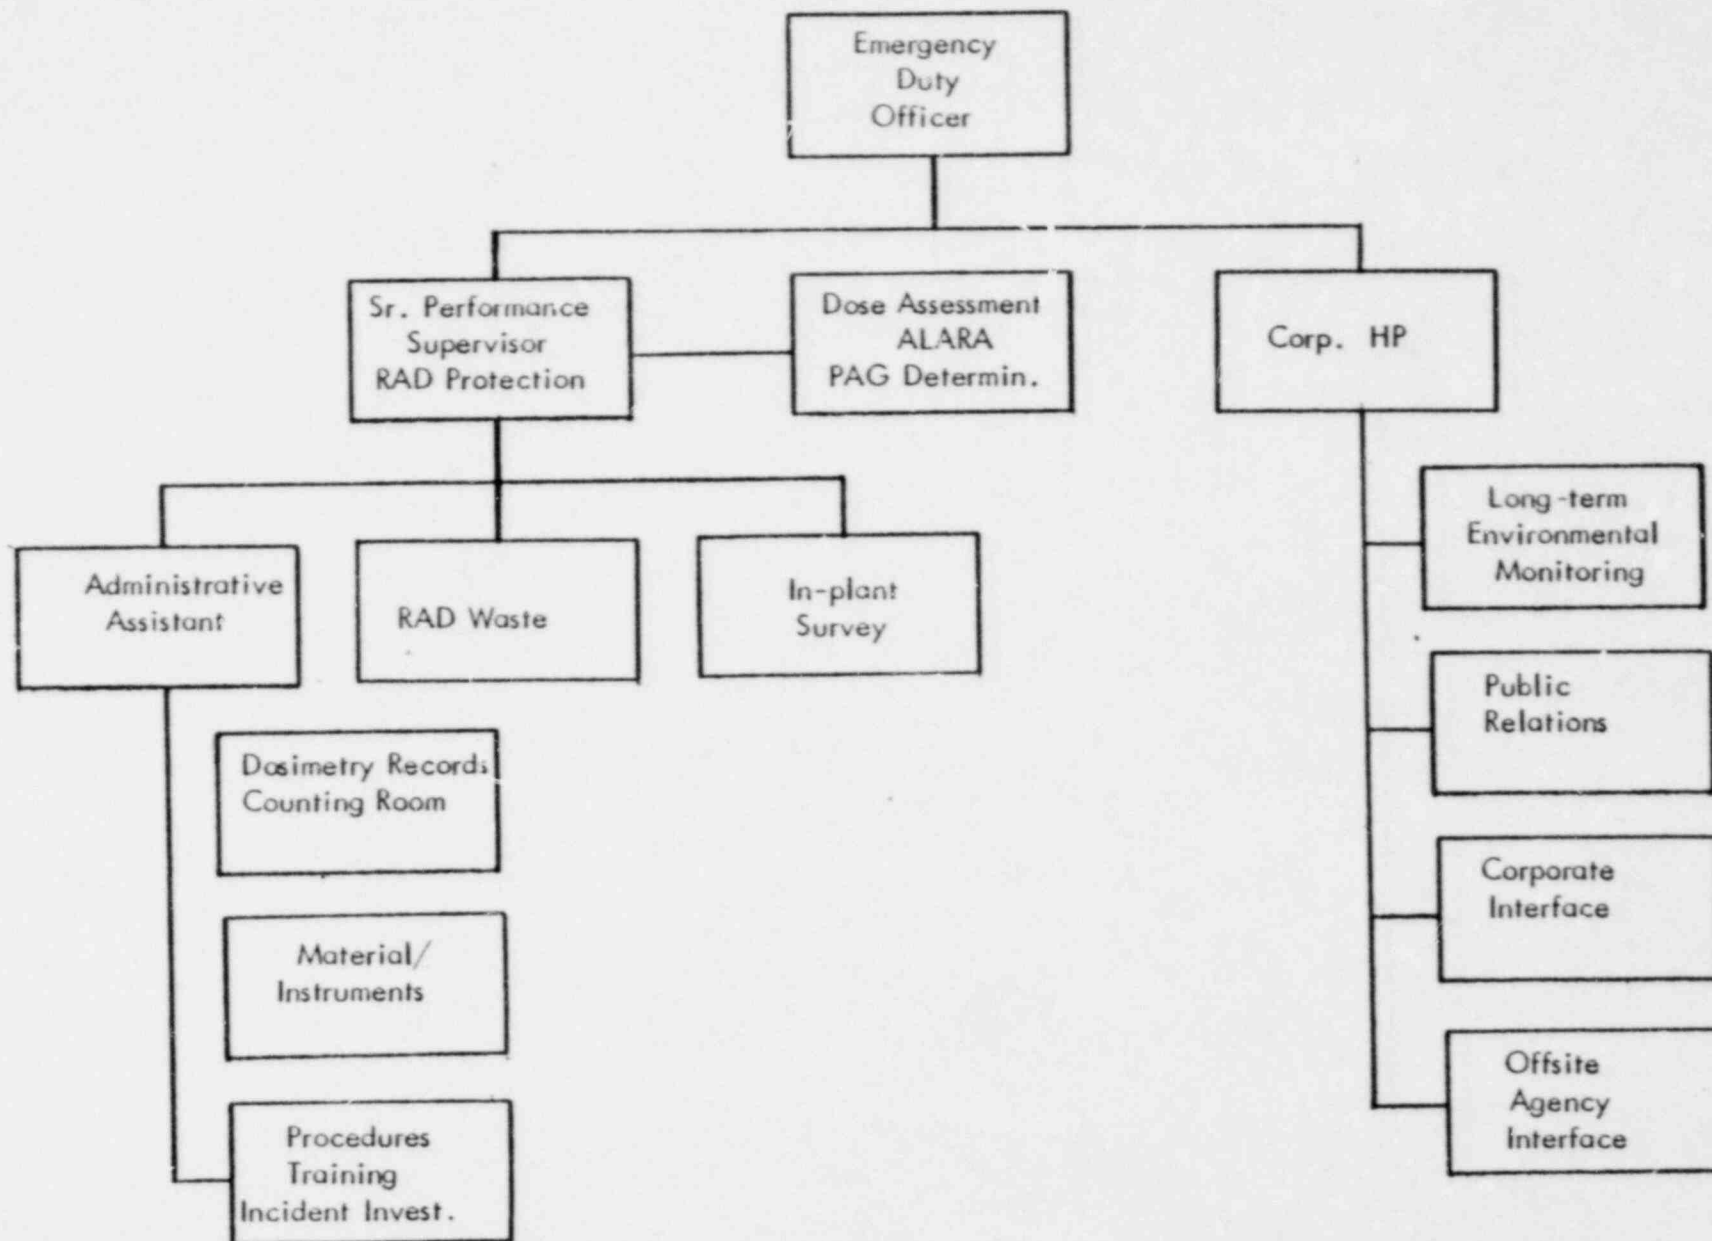 Emergency
Duty
Officer
Sr. Performance
Supervisor
RAD Protection
Dose Assessment
ALARA
PAG Determin.
Corp. HP
Administrative
Assistant
RAD Waste
In-plant
Survey
Long-term
Environmental
Monitoring
Public
Relations
Corporate
Interface
Offsite
Agency
Interface
Dosimetry Records
Counting Room
Material/
Instruments
Procedures
Training
Incident Invest.